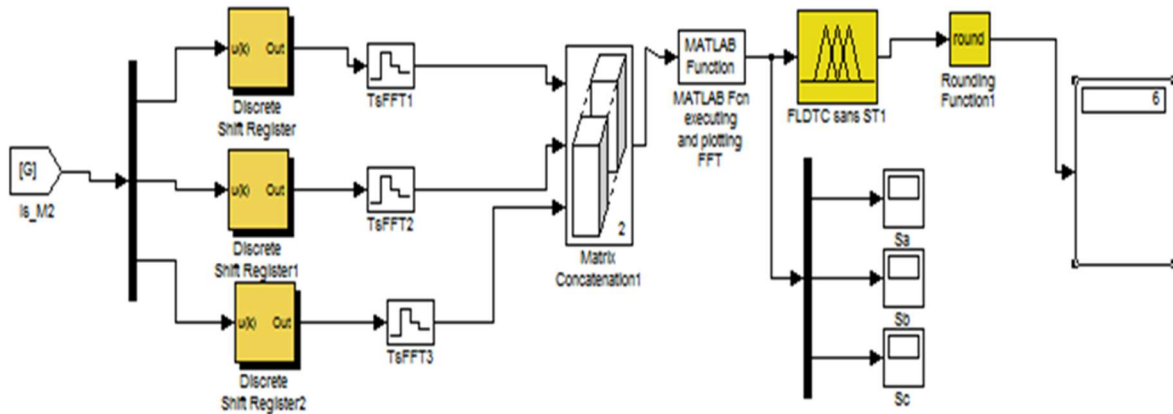 [G]
Is_M2
u(k) Out
Discrete
Shift Register
u(k) Out
Discrete
Shift Register1
u(k) Out
Discrete
Shift Register2
TsFFT1
TsFFT2
TsFFT3
2
Matrix
Concatenation1
MATLAB
Function
MATLAB Fcn
executing
and plotting
FFT
FLDTC sans ST1
round
Rounding
Function1
6
Sa
Sb
Sc